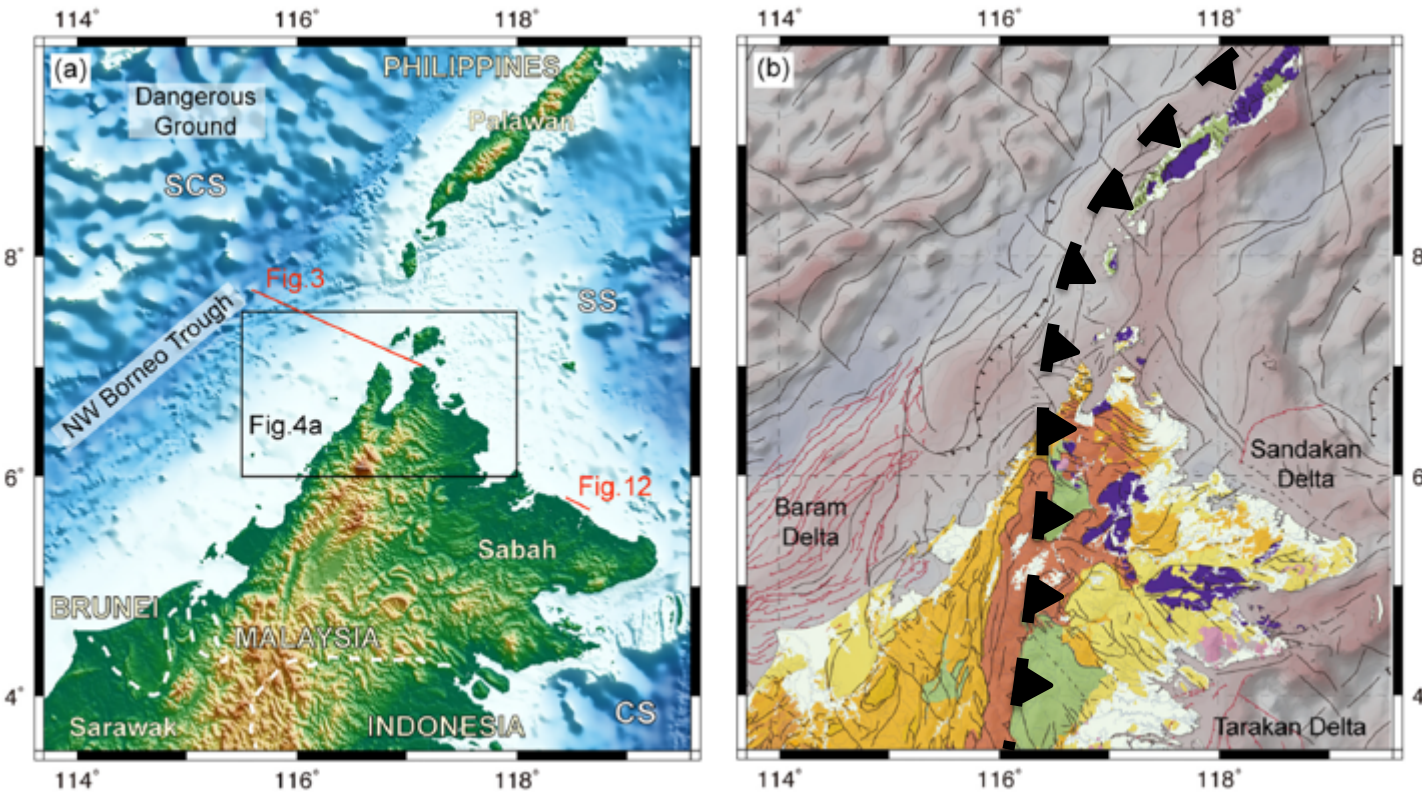 114°
116°
118°
(a)
PHILIPPINES
Dangerous
Ground
Palawan
SCS
8°
Fig.3
SS
NW Borneo Trough
Fig.4a
6°
Fig.12
Sabah
BRUNEI
MALAYSIA
4°
CS
Sarawak
INDONESIA
114°
116°
118°
114°
116°
118°
(b)
8
Sandakan
Delta
6
Baram
Delta
4
Tarakan Delta
114°
116°
118°